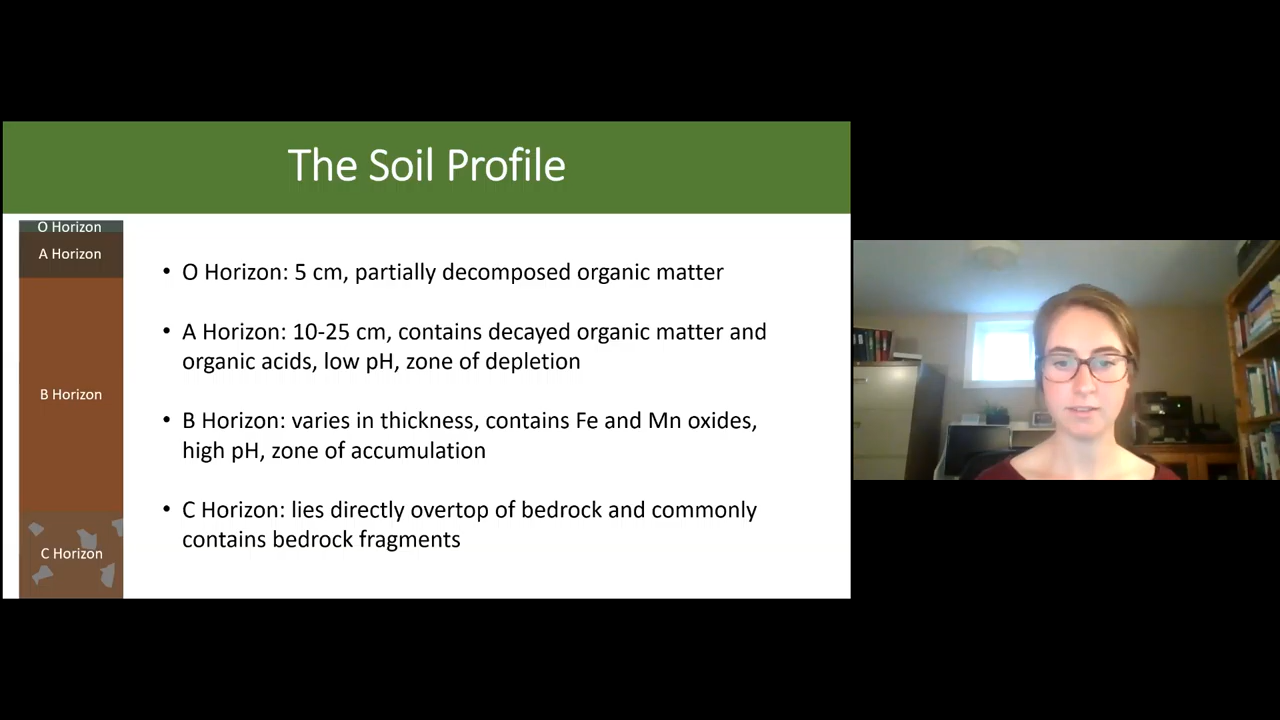 The Soil Profile
O Horizon
A Horizon
B Horizon
C Horizon
• O Horizon: 5 cm, partially decomposed organic matter
• A Horizon: 10-25 cm, contains decayed organic matter and
organic acids, low pH, zone of depletion
• B Horizon: varies in thickness, contains Fe and Mn oxides,
high pH, zone of accumulation
• C Horizon: lies directly overtop of bedrock and commonly
contains bedrock fragments